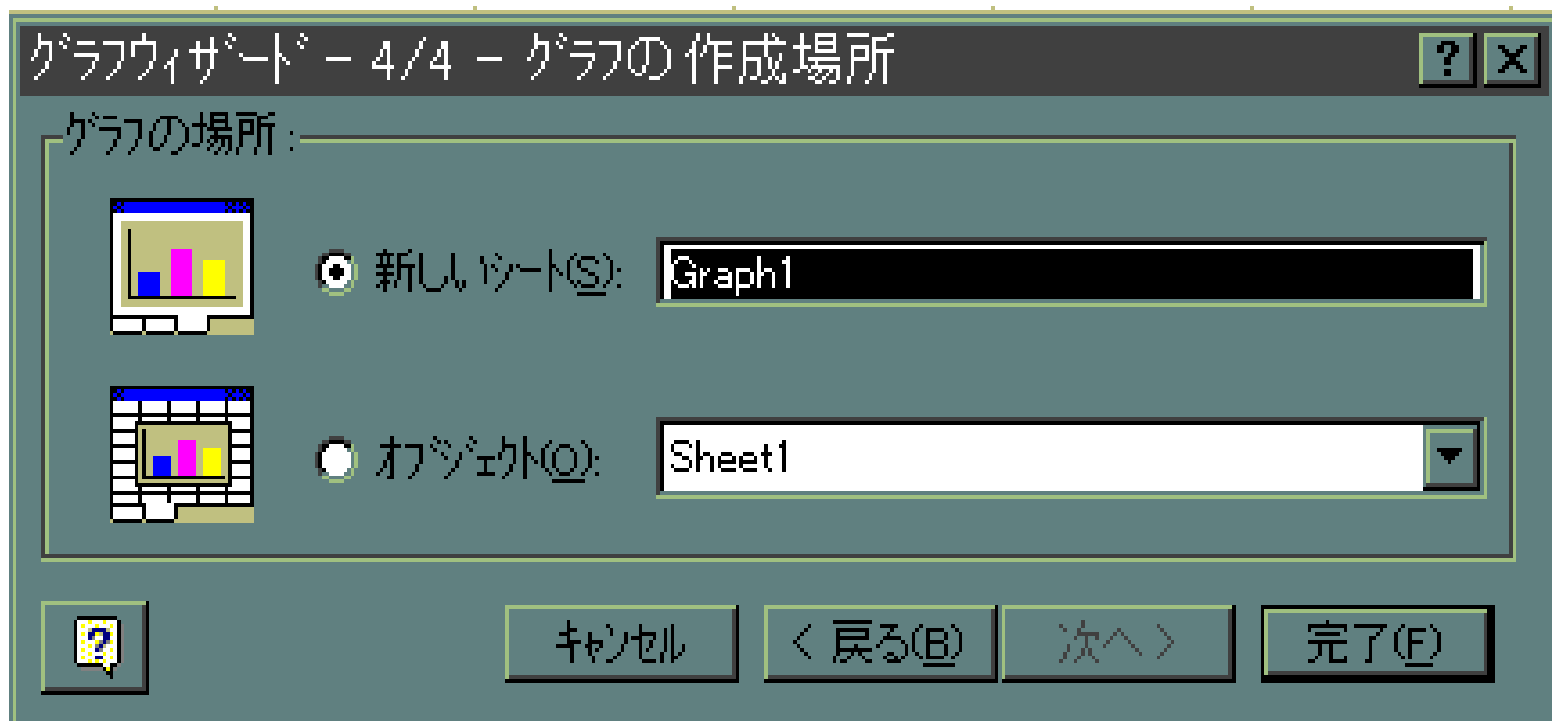 グラフウィザード - 4/4 - グラフの作成場所
?
×
グラフの場所:
新しいシート(S):
Graph1
オブジェクト(O):
Sheet1
?
キャンセル
< 戻る(B)
次へ >
完了(F)